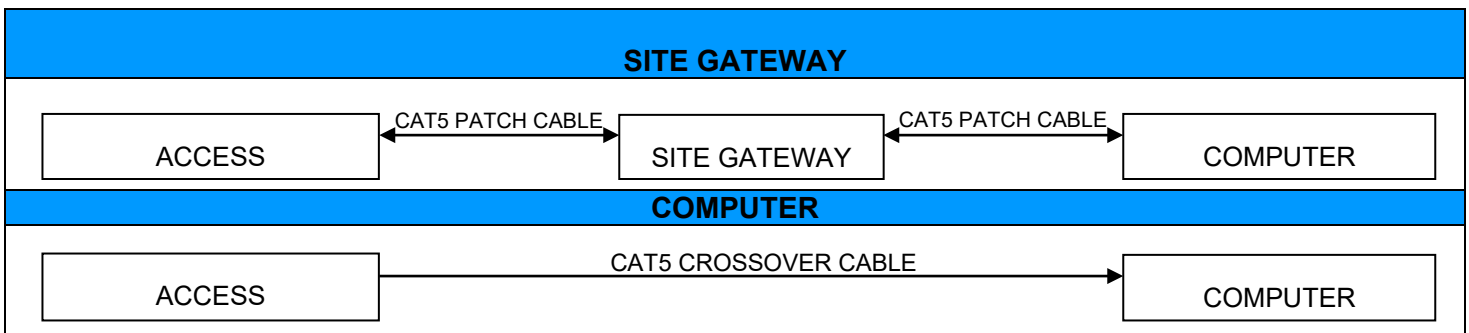 SITE GATEWAY
CAT5 PATCH CABLE
CAT5 PATCH CABLE
ACCESS
SITE GATEWAY
COMPUTER
COMPUTER
CAT5 CROSSOVER CABLE
ACCESS
COMPUTER